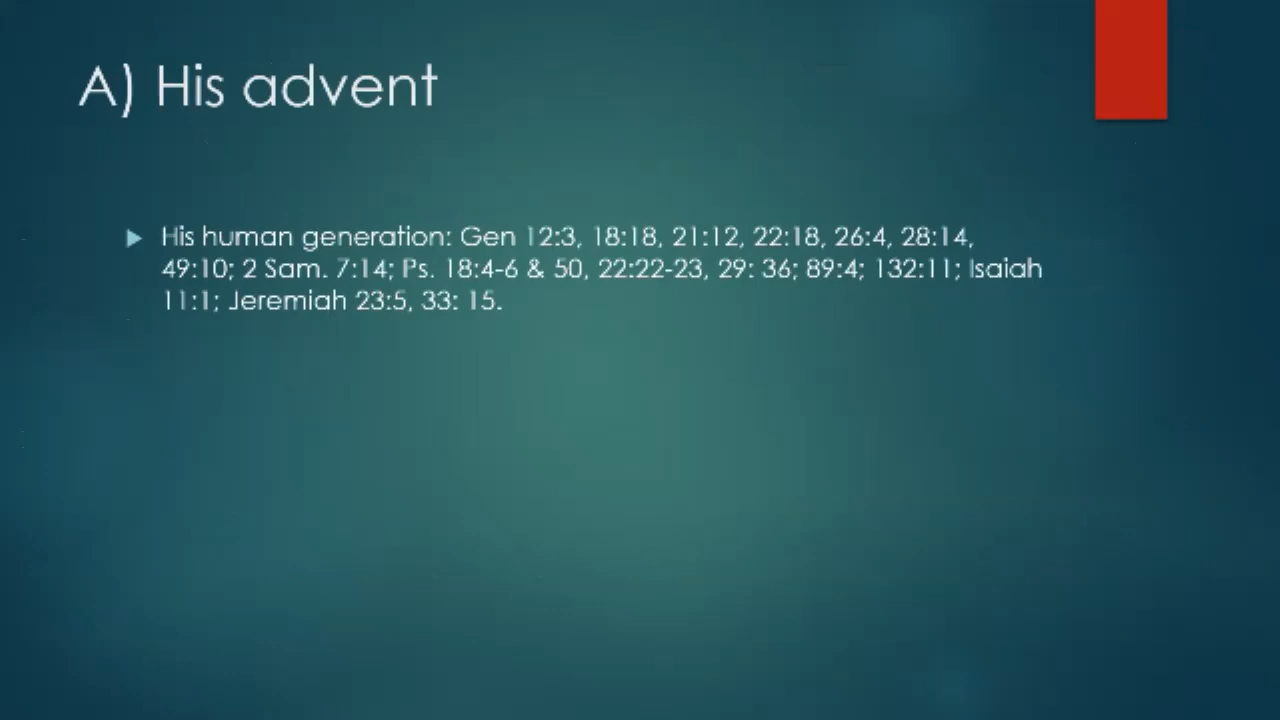 A) His advent
His human generation: Gen 12:3, 18:18, 21:12, 22:18, 26:4, 28:14,
49:10; 2 Sam. 7:14; Ps. 18:4-6 & 50, 22:22-23, 29: 36; 89:4; 132:11; Isaiah
11:1; Jeremiah 23:5, 33: 15.